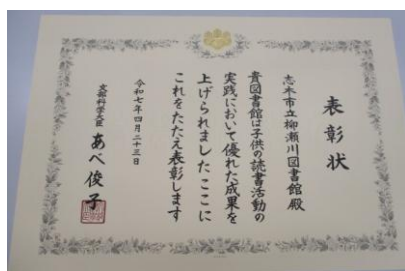 表彰状
志木市立柳瀬川図書館殿
貴図書館は子供の読書活動の
実践において優れた成果を
上げられましたここに
これをたたえ表彰します
令和七年四月二十三日
文部科学大臣 あべ俊子